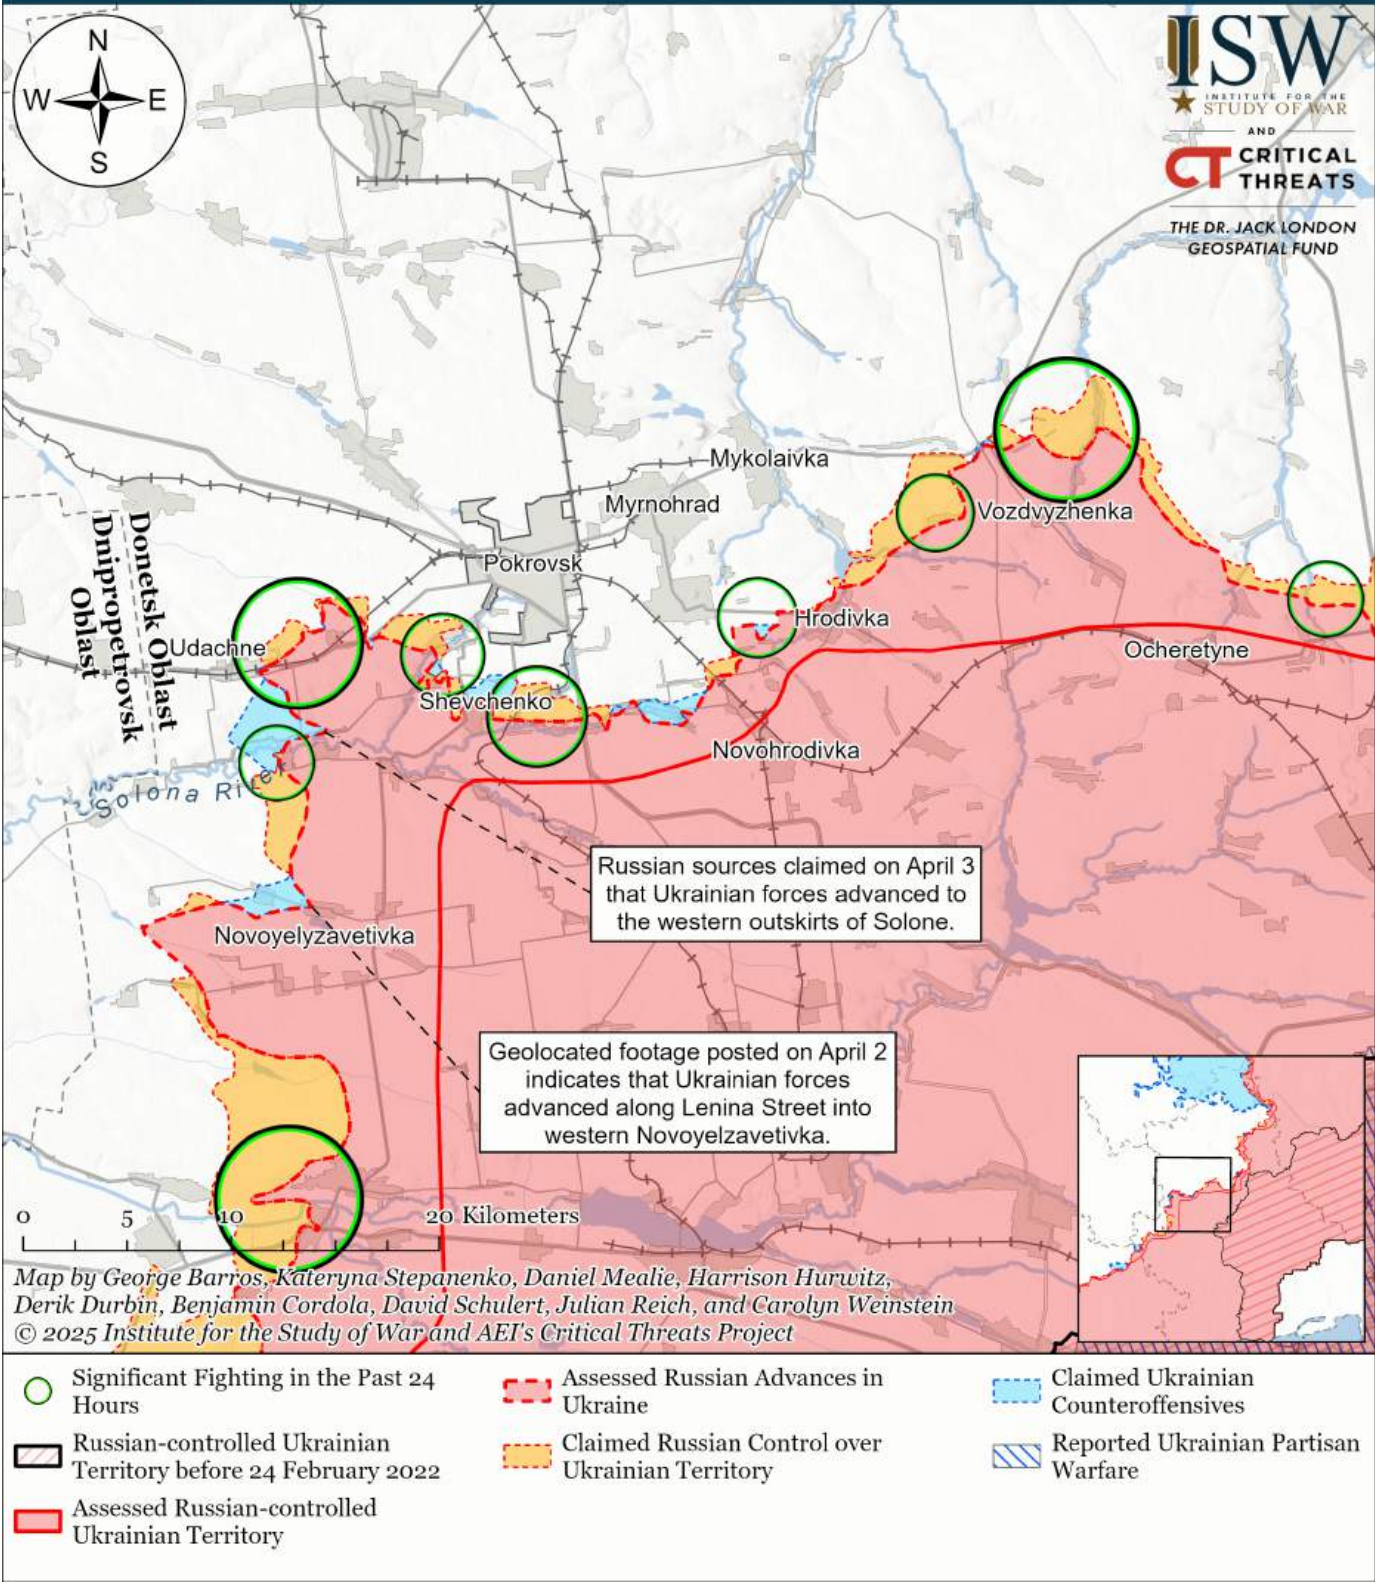 N
W E
S
ISW
INSTITUTE FOR THE
STUDY OF WAR
AND
CT CRITICAL
THREATS
THE DR. JACK LONDON
GEOSPATIAL FUND
Mykolaivka
Myrnohrad
Vozdvyzhenka
Pokrovsk
Donetsk Oblast
Dnipropetrovsk
Oblast
Hrodivka
Udachne
Ocheretyne
Shevchenko
Novohrodivka
Solona River
Russian sources claimed on April 3
that Ukrainian forces advanced to
the western outskirts of Solone.
Novoyelyzavetivka
Geolocated footage posted on April 2
indicates that Ukrainian forces
advanced along Lenina Street into
western Novoyelzavetivka.
0 5 10 20 Kilometers
Map by George Barros, Kateryna Stepanenko, Daniel Mealie, Harrison Hurwitz,
Derik Durbin, Benjamin Cordola, David Schulert, Julian Reich, and Carolyn Weinstein
© 2025 Institute for the Study of War and AEI's Critical Threats Project
Significant Fighting in the Past 24
Hours
Russian-controlled Ukrainian
Territory before 24 February 2022
Assessed Russian-controlled
Ukrainian Territory
Assessed Russian Advances in
Ukraine
Claimed Russian Control over
Ukrainian Territory
Claimed Ukrainian
Counteroffensives
Reported Ukrainian Partisan
Warfare